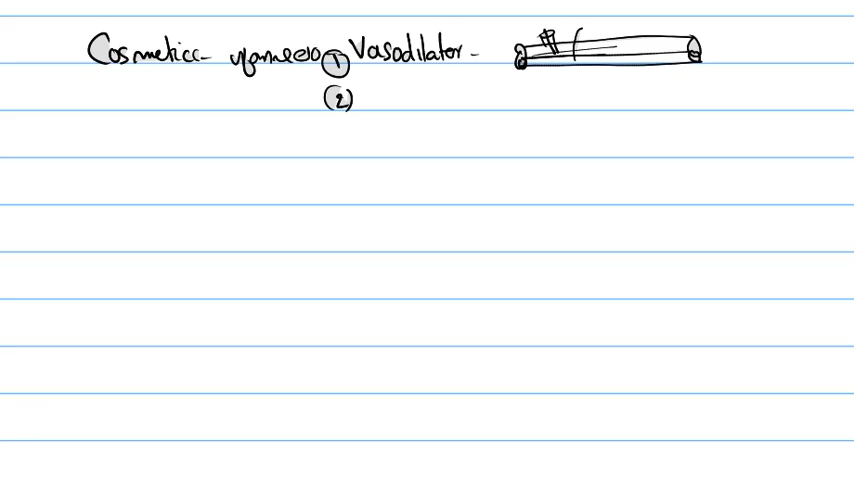 Cosmetics - ① Vasodilator -
②